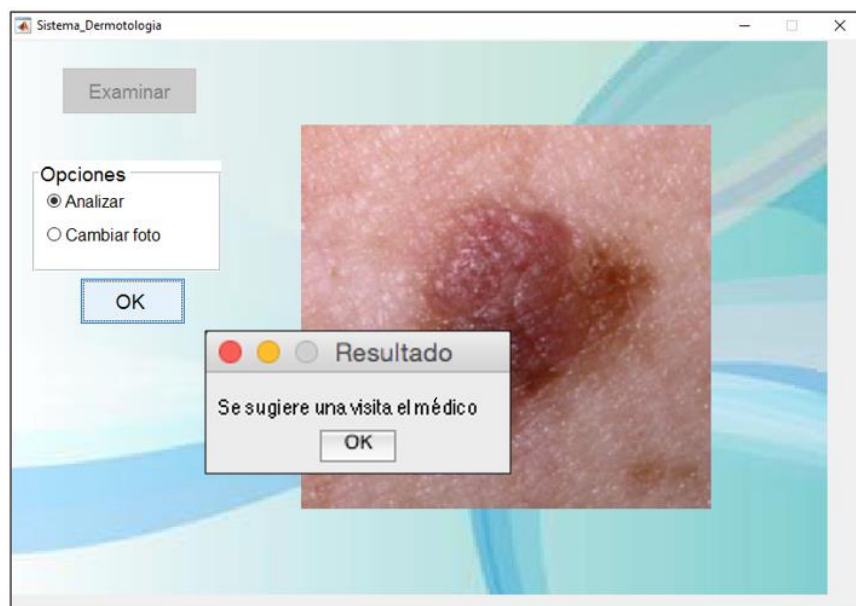 Sistema_Dermotologia
Examinar
Opciones
Analizar
Cambiar foto
OK
Resultado
Se sugiere una visita el médico
OK